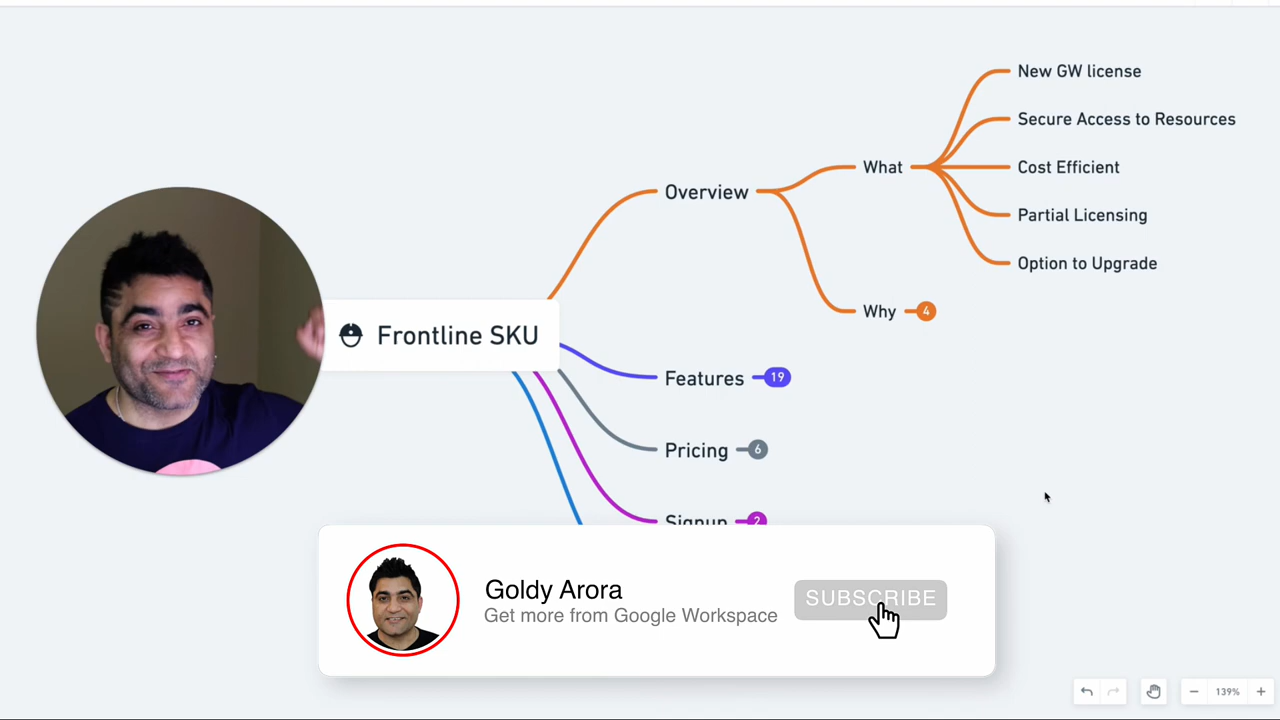 New GW license
Secure Access to Resources
What
Cost Efficient
Overview
Partial Licensing
Option to Upgrade
Why
4
Frontline SKU
Features
19
Pricing
6
Signup
2
Goldy Arora
Get more from Google Workspace
SUBSCRIBE
139%